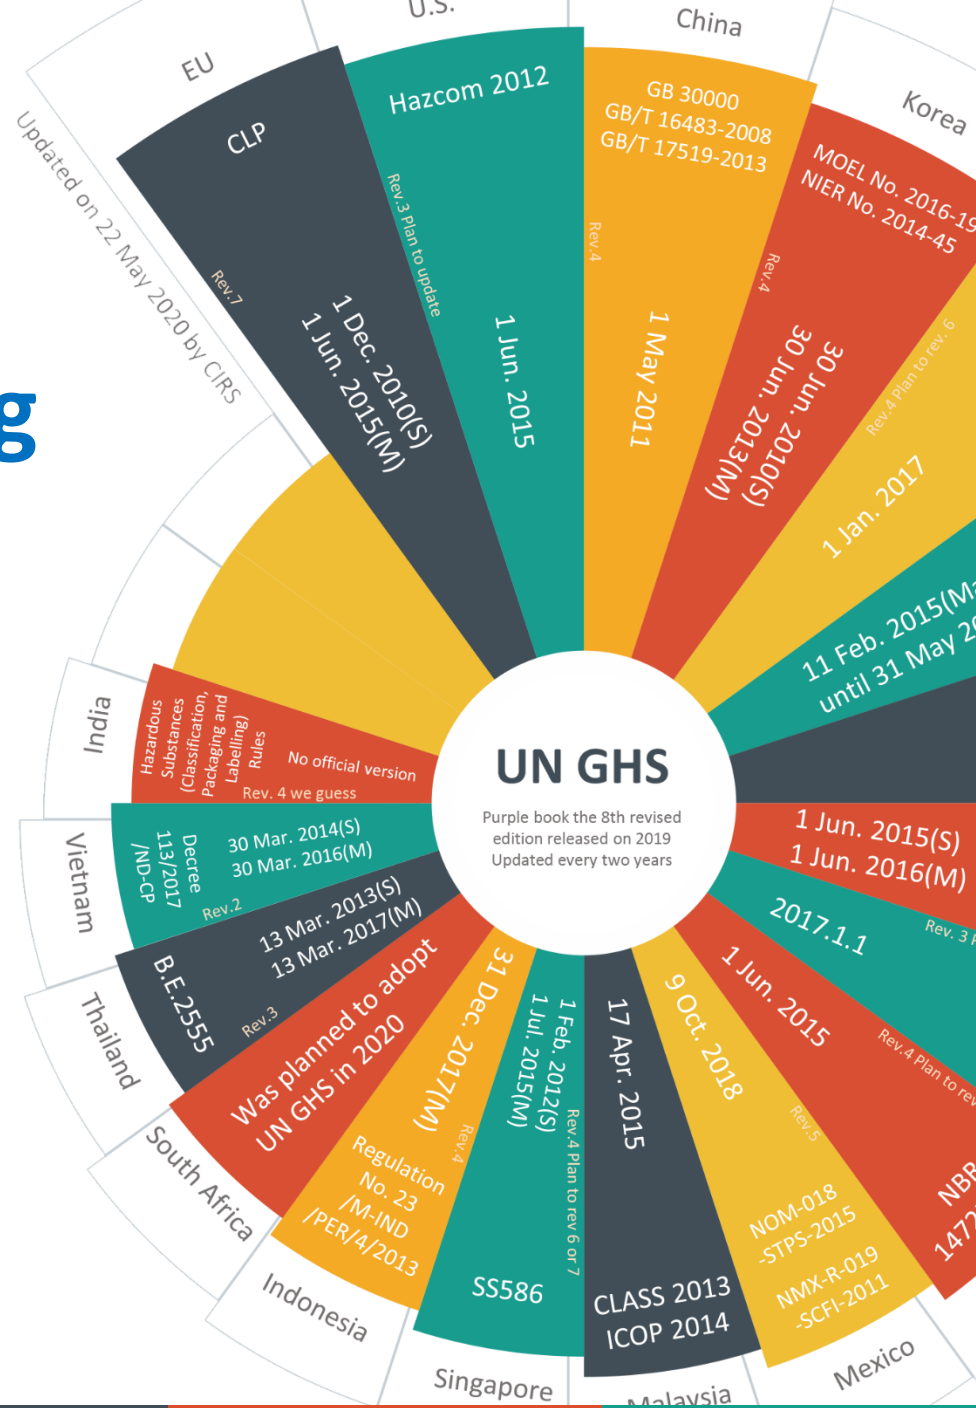 U.S.
China
EU
Korea
CLP
Hazcom 2012
GB 30000
GB/T 16483-2008
GB/T 17519-2013
MOEL No. 2016-19
NIER No. 2014-45
Updated on 22 May 2020 by CIRS
Rev.7
Rev.3 Plan to update
Rev.4
Rev.4
Rev.4 Plan to rev. 6
1 Dec. 2010(S)
1 Jun. 2015(M)
1 Jun. 2015
1 May 2011
30 Jun. 2010(S)
30 Jun. 2013(M)
1 Jan. 2017
g
11 Feb. 2015(Ma
until 31 May 20
India
Hazardous
Substances
(Classification,
Packaging and
Labelling)
Rules
No official version
Rev. 4 we guess
UN GHS
Purple book the 8th revised
edition released on 2019
Updated every two years
1 Jun. 2015(S)
1 Jun. 2016(M)
Rev. 3 P
Vietnam
Decree
113/2017
/ND-CP
30 Mar. 2014(S)
30 Mar. 2016(M)
Rev.2
2017.1.1
Rev.4 Plan to rev
Thailand
B.E.2555
13 Mar. 2013(S)
13 Mar. 2017(M)
Rev.3
1 Jun. 2015
NBR
1472
South Africa
Was planned to adopt
UN GHS in 2020
9 Oct. 2018
Rev.5
NOM-018
-STPS-2015
NMX-R-019
-SCFI-2011
Mexico
Indonesia
31 Dec. 2017(M)
Rev.4
Regulation
No. 23
/M-IND
/PER/4/2013
1 Feb. 2012(S)
1 Jul. 2015(M)
Rev.4 Plan to rev 6 or 7
SS586
Singapore
17 Apr. 2015
CLASS 2013
ICOP 2014
Malaysia